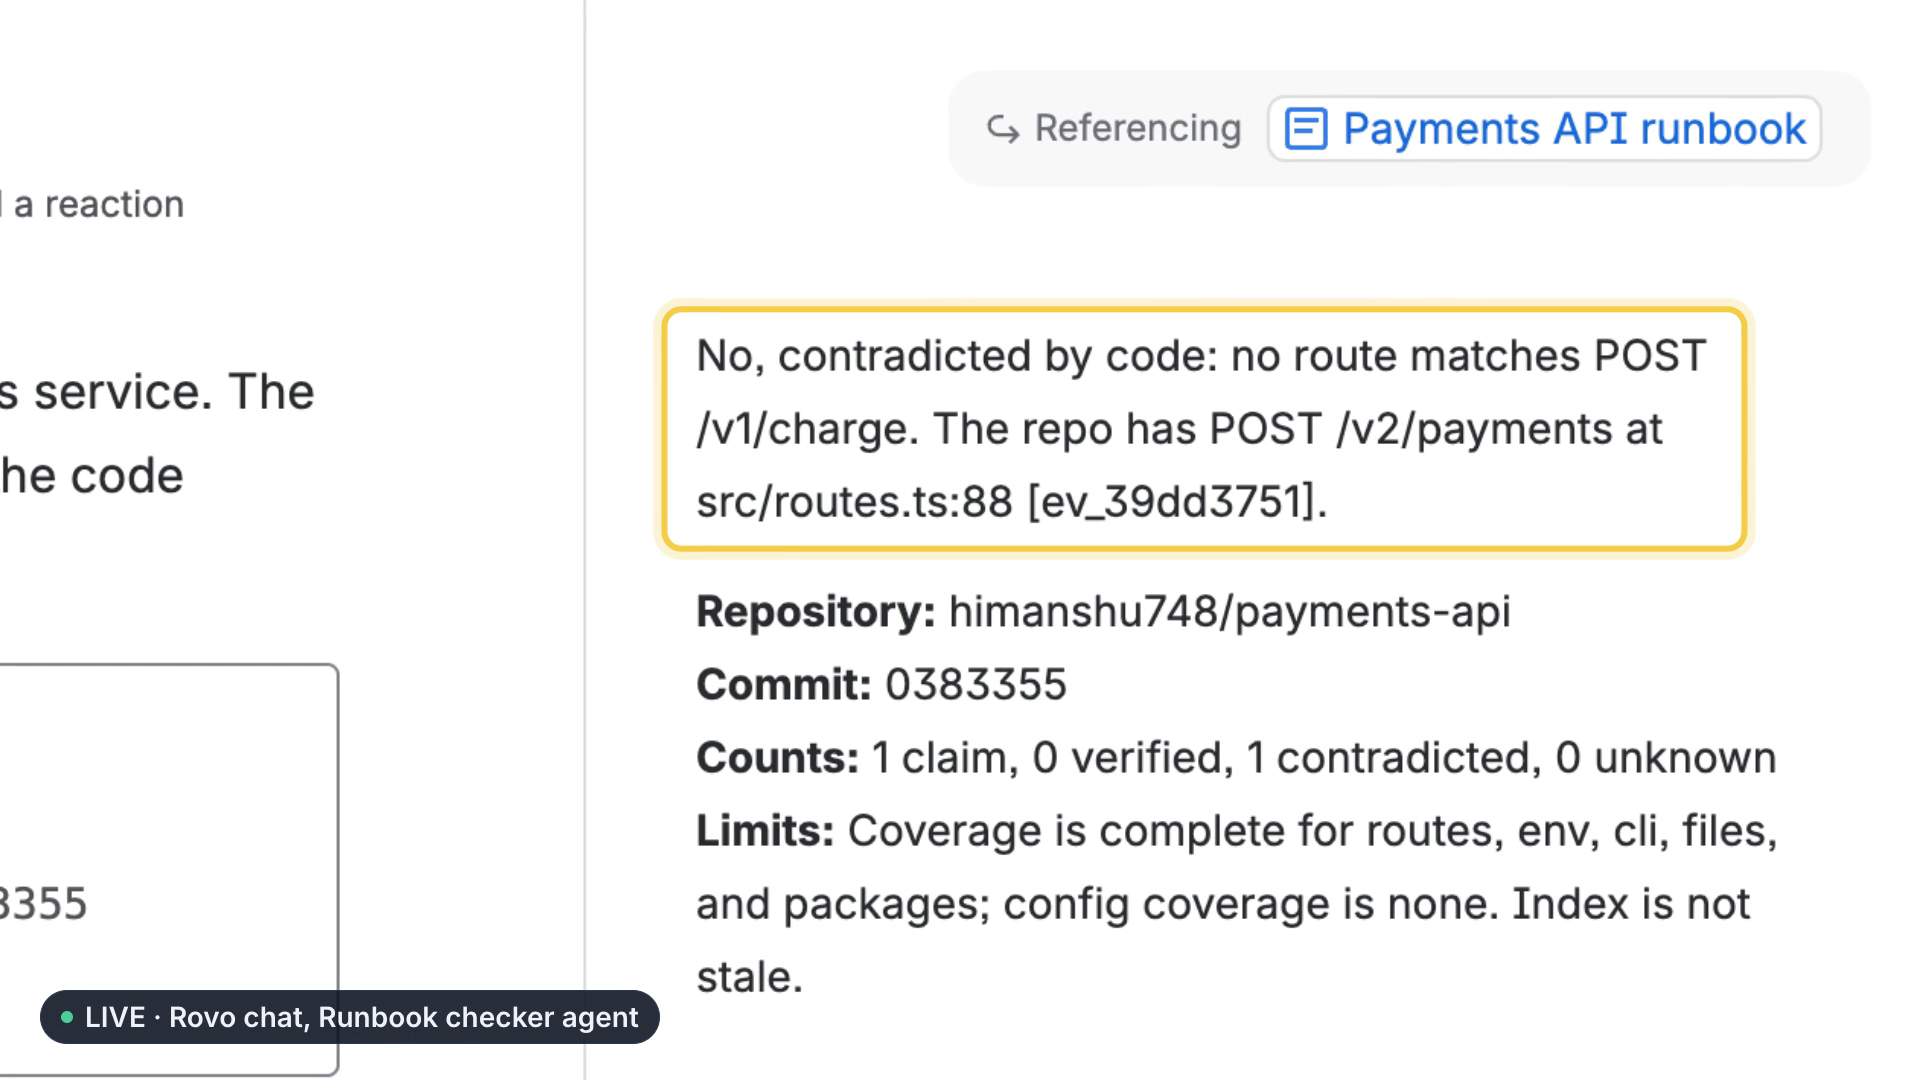 a reaction
s service. The
he code
3355
Referencing Payments API runbook
No, contradicted by code: no route matches POST
/v1/charge. The repo has POST /v2/payments at
src/routes.ts:88 [ev_39dd3751].
Repository: himanshu748/payments-api
Commit: 0383355
Counts: 1 claim, 0 verified, 1 contradicted, 0 unknown
Limits: Coverage is complete for routes, env, cli, files,
and packages; config coverage is none. Index is not
stale.
LIVE · Rovo chat, Runbook checker agent